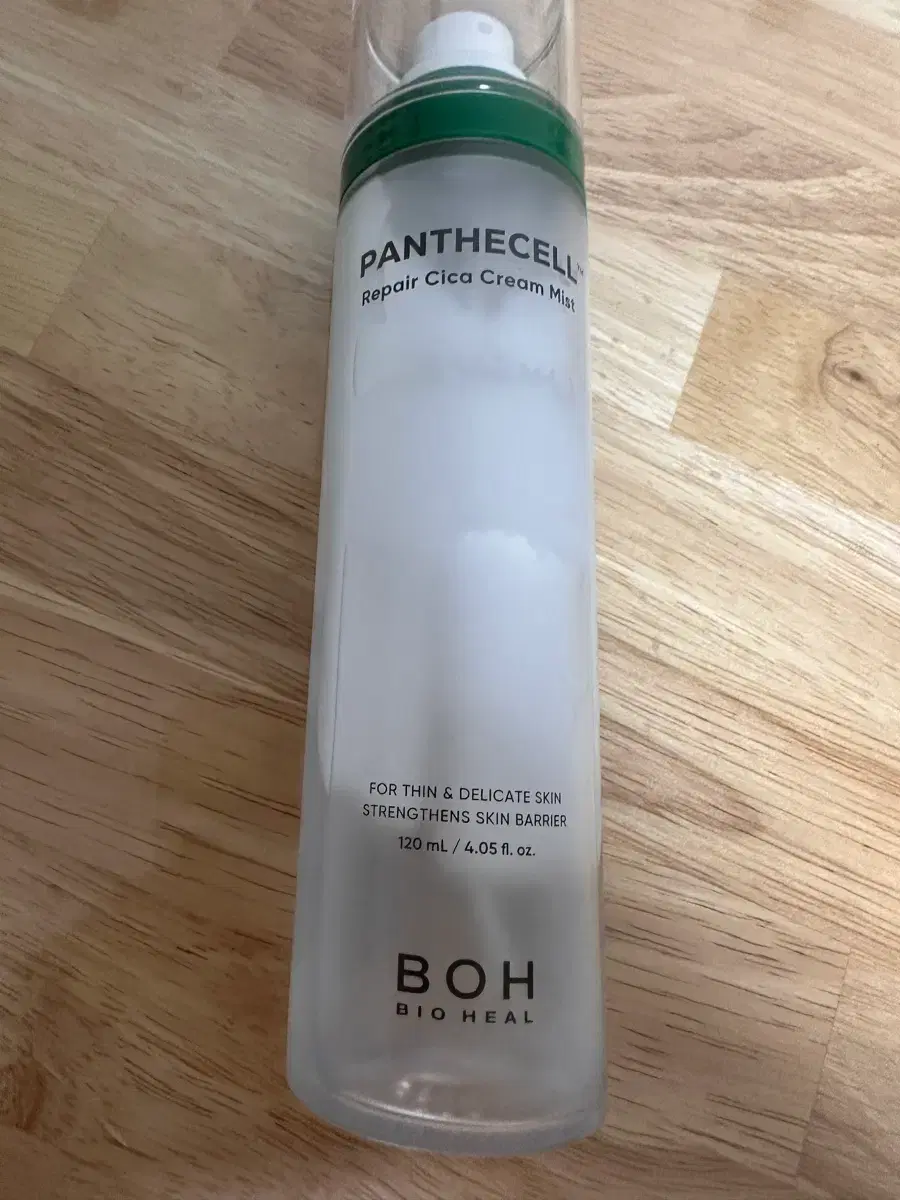 PANTHECELL™
Repair Cica Cream Mist
FOR THIN & DELICATE SKIN
STRENGTHENS SKIN BARRIER
120 mL / 4.05 fl. oz.
BOH
BIO HEAL